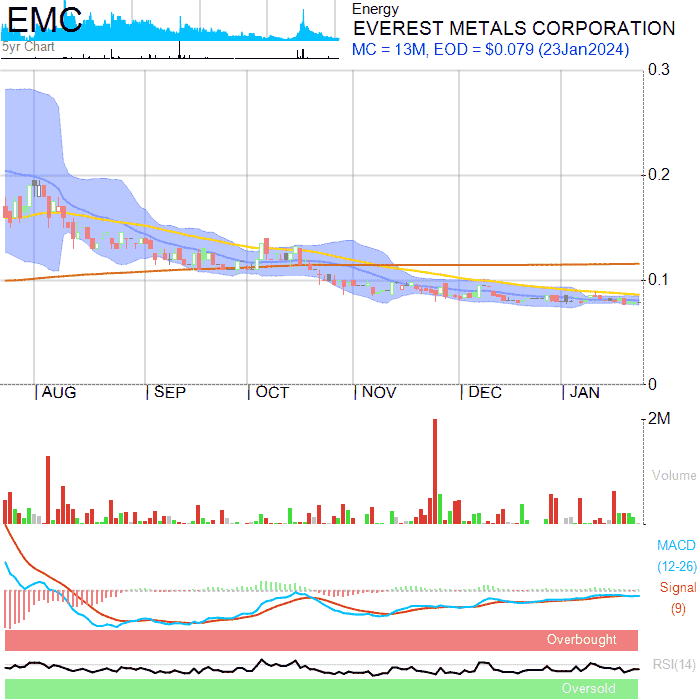 EMC
5yr Chart
Energy
EVEREST METALS CORPORATION
MC = 13M, EOD = $0.079 (23Jan2024)
0.3
0.2
0.1
0
AUG SEP OCT NOV DEC JAN
2M
Volume
MACD
(12-26)
Signal
(9)
Overbought
RSI(14)
Oversold